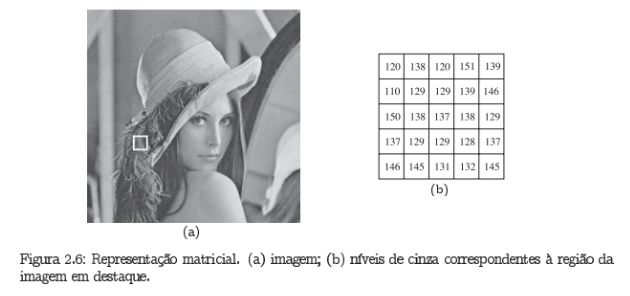 120 138 120 151 139
110 129 129 139 146
150 138 137 138 129
137 129 129 128 137
146 145 131 132 145
(a)
(b)
Figura 2.6: Representação matricial. (a) imagem; (b) níveis de cinza correspondentes à região da
imagem em destaque.